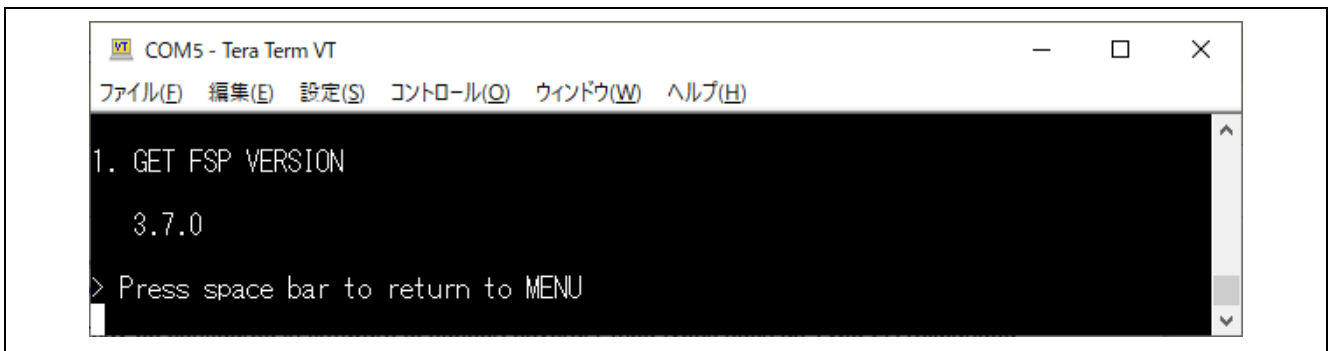 COM5 - Tera Term VT
ファイル(F) 編集(E) 設定(S) コントロール(O) ウィンドウ(W) ヘルプ(H)
1. GET FSP VERSION
3.7.0
> Press space bar to return to MENU